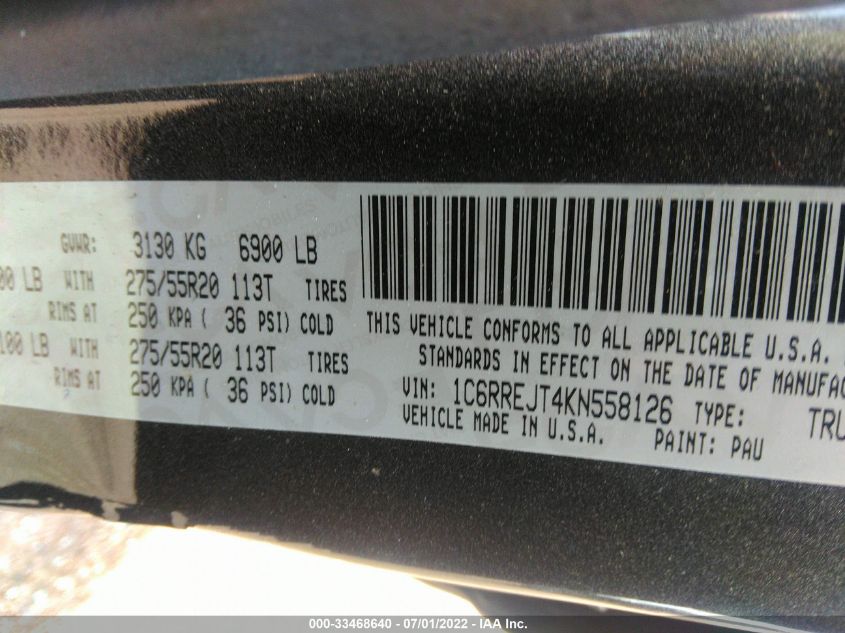 GVWR: 3130 KG 6900 LB
00 LB WITH 275/55R20 113T TIRES
RIMS AT 250 KPA ( 36 PSI) COLD
100 LB WITH 275/55R20 113T TIRES
RIMS AT 250 KPA ( 36 PSI) COLD
THIS VEHICLE CONFORMS TO ALL APPLICABLE U.S.A.
STANDARDS IN EFFECT ON THE DATE OF MANUFAC
VIN: 1C6RREJT4KN558126 TYPE: TRU
VEHICLE MADE IN U.S.A. PAINT: PAU
000-33468640 - 07/01/2022 - IAA Inc.